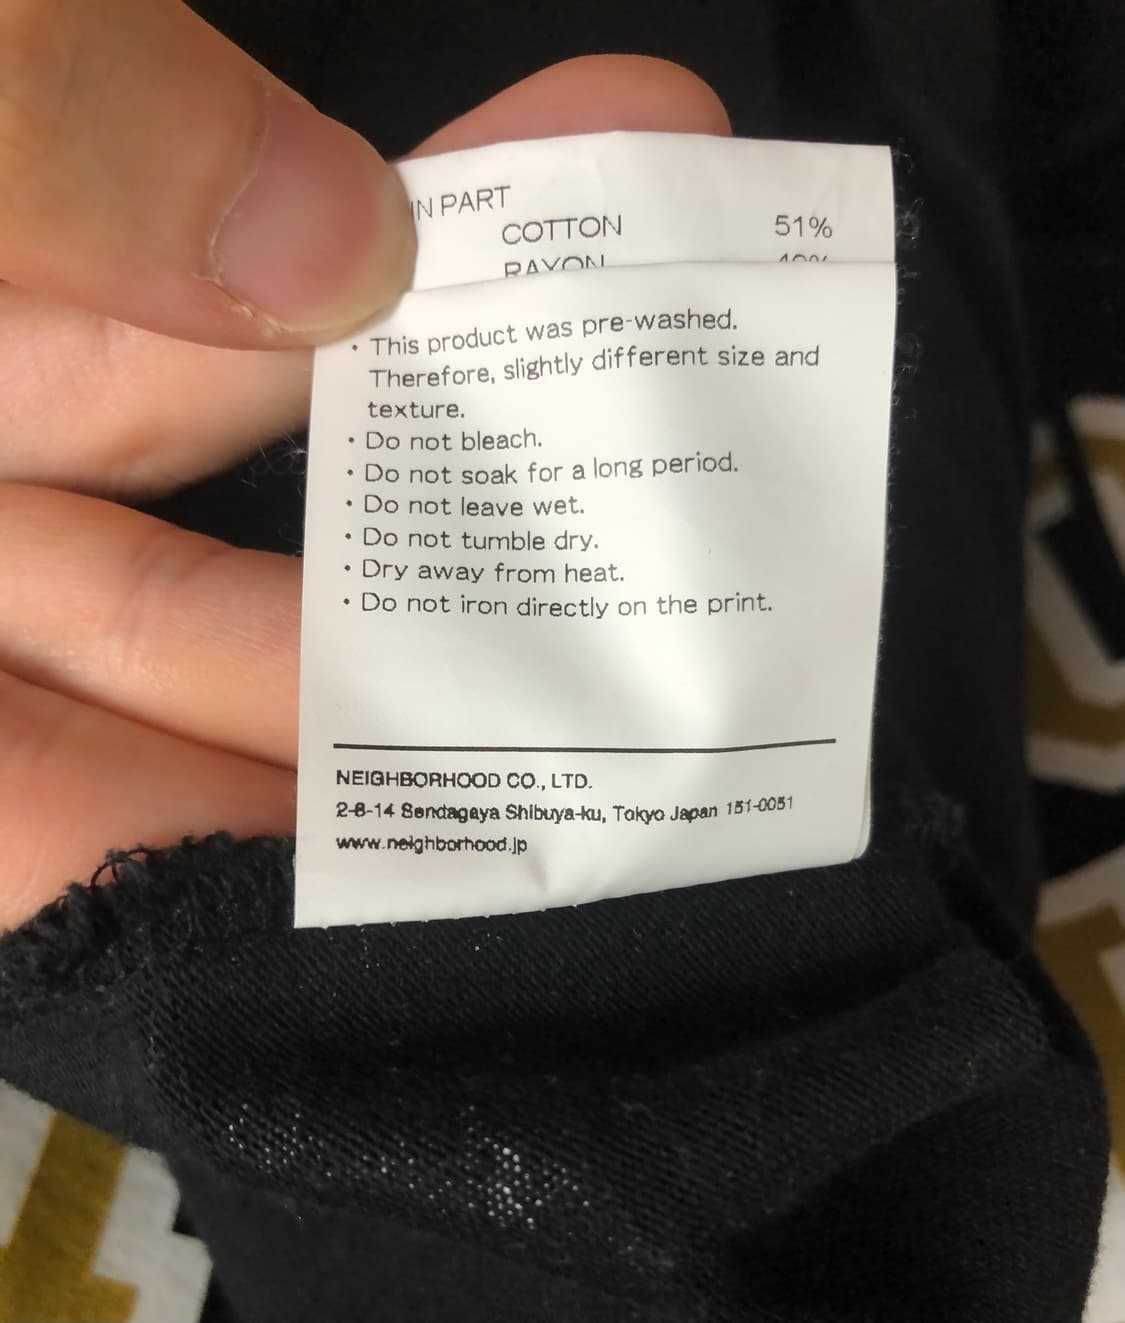 IN PART
COTTON 51%
RAYON
• This product was pre-washed.
Therefore, slightly different size and
texture.
• Do not bleach.
• Do not soak for a long period.
• Do not leave wet.
• Do not tumble dry.
• Dry away from heat.
• Do not iron directly on the print.
NEIGHBORHOOD CO., LTD.
2-8-14 Sendagaya Shibuya-ku, Tokyo Japan 151-0051
www.neighborhood.jp